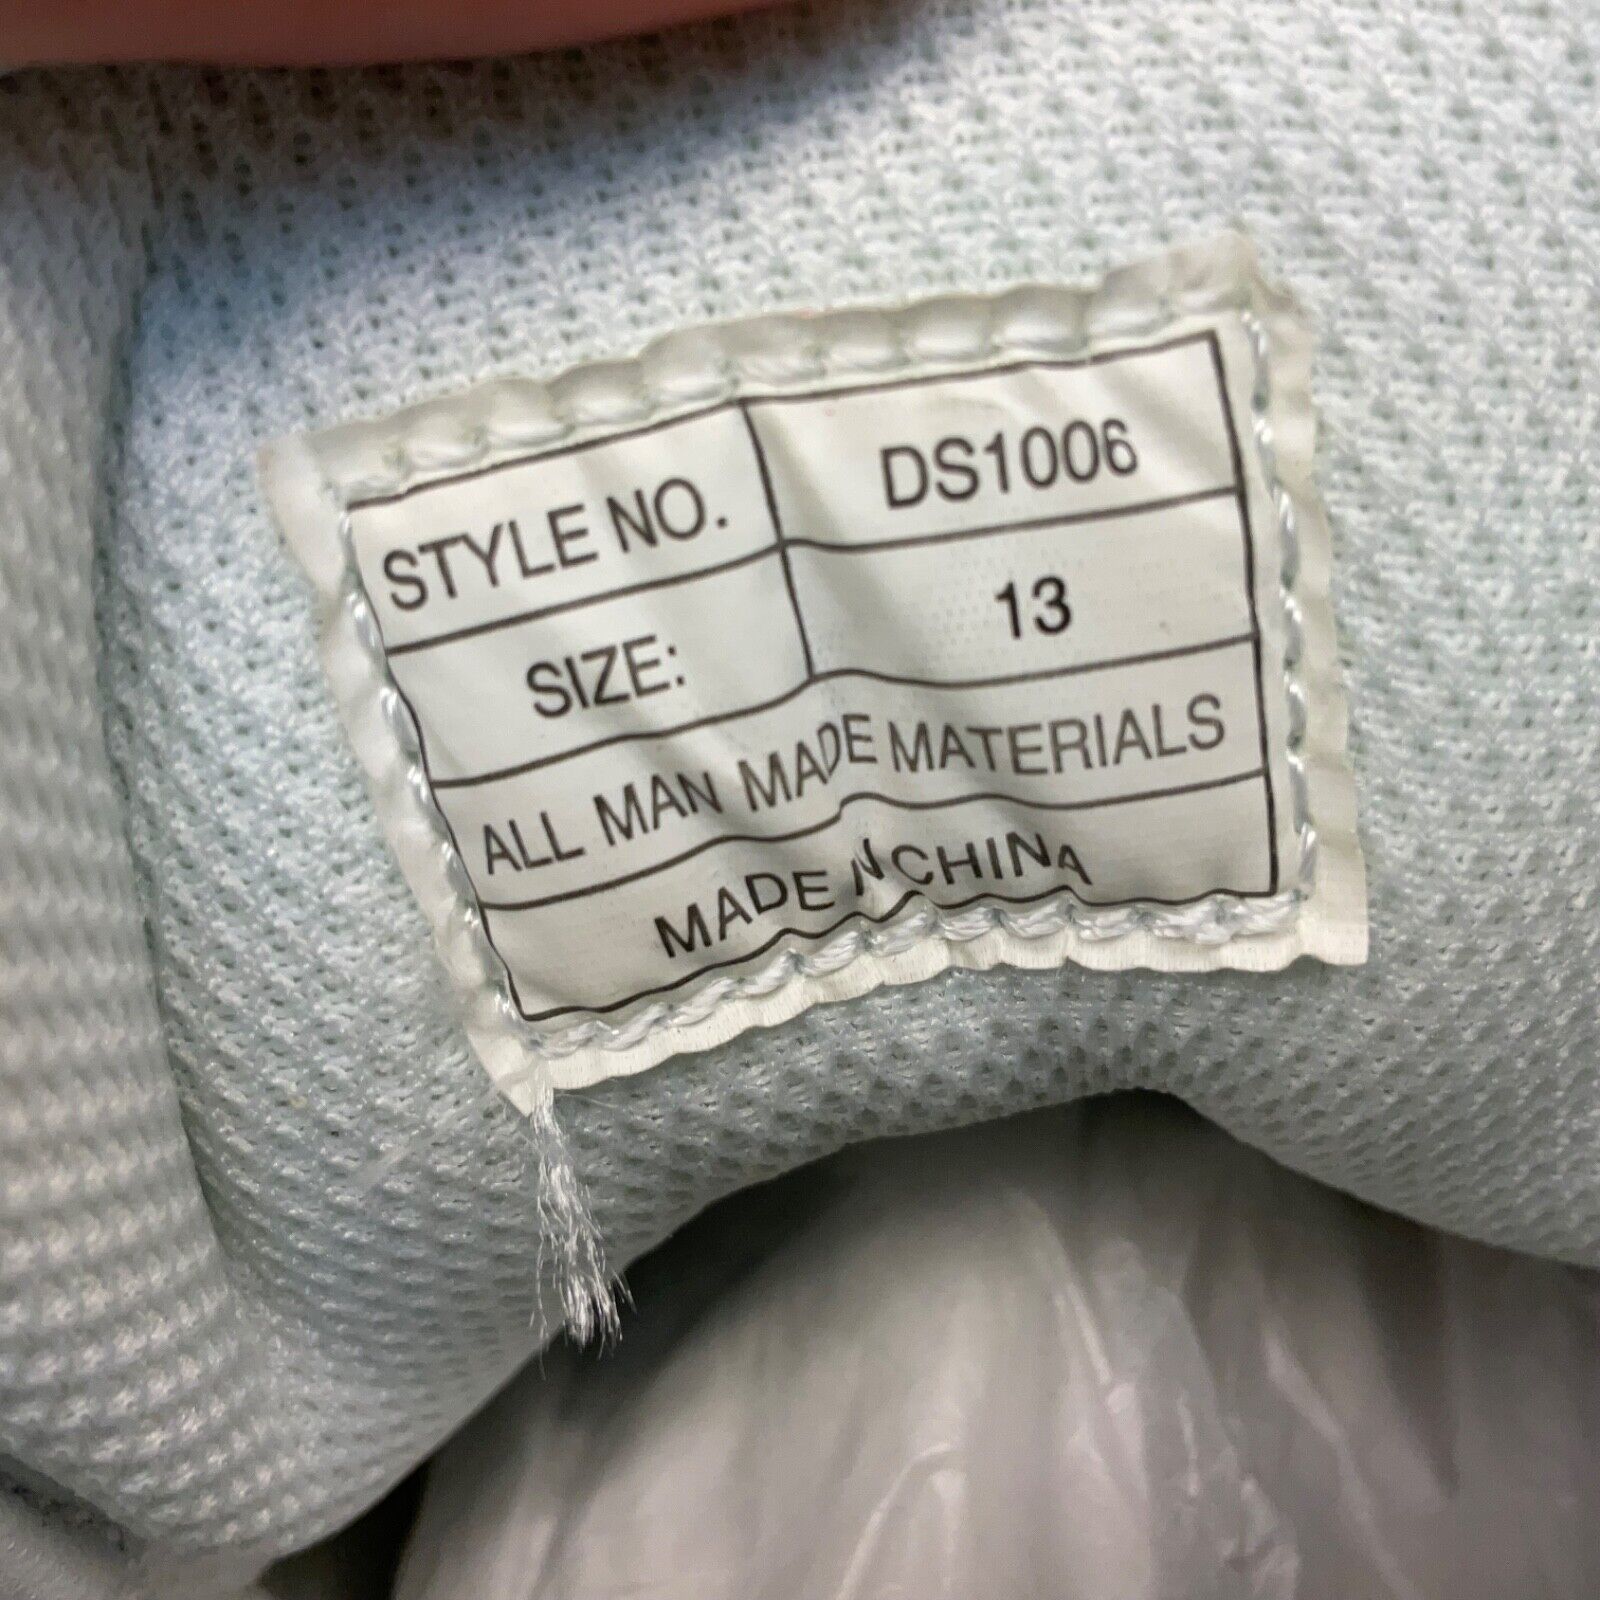 STYLE NO. DS1006
SIZE: 13
ALL MAN MADE MATERIALS
MADE IN CHINA